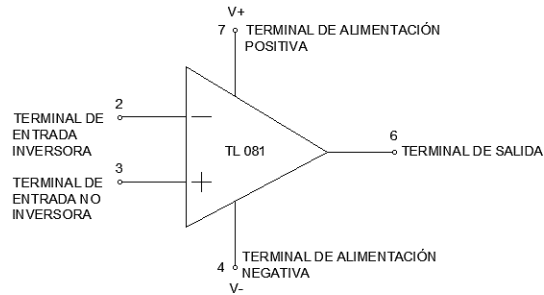 V+
7
TERMINAL DE ALIMENTACIÓN
POSITIVA
2
TERMINAL DE
ENTRADA
INVERSORA
TL 081
6
TERMINAL DE SALIDA
3
TERMINAL DE
ENTRADA NO
INVERSORA
4
TERMINAL DE ALIMENTACIÓN
NEGATIVA
V-